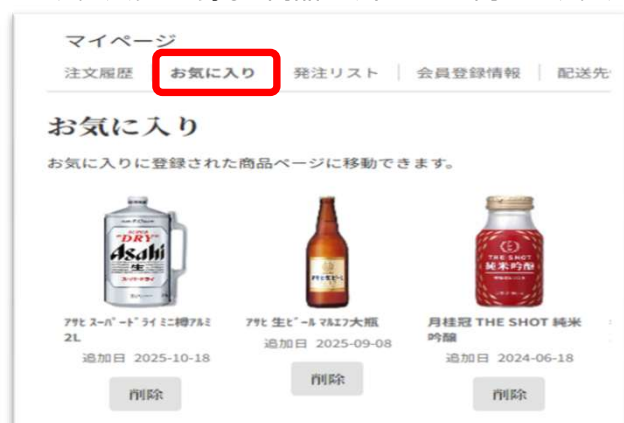 マイページ
注文履歴 お気に入り 発注リスト | 会員登録情報 | 配送先
お気に入り
お気に入りに登録された商品ページに移動できます。
"DRY"
Asahi
生
THE SHOT
純米吟醸
アサヒ スーパードライ ミニ樽アルミ
2L
追加日 2025-10-18
削除
アサヒ 生ビール マルエフ大瓶
追加日 2025-09-08
削除
月桂冠 THE SHOT 純米
吟醸
追加日 2024-06-18
削除